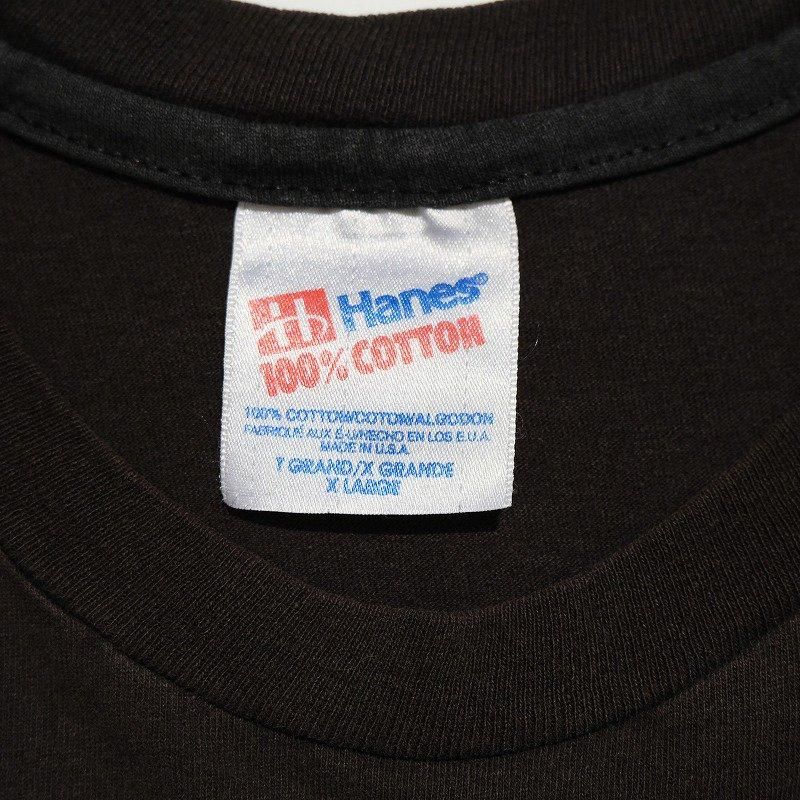 Hanes®
100% COTTON
100% COTTON/COTON/ALGODON
FABRIQUÉ AUX É-U/HECHO EN LOS E.U.A.
MADE IN U.S.A.
T GRAND/X GRANDE
X LARGE